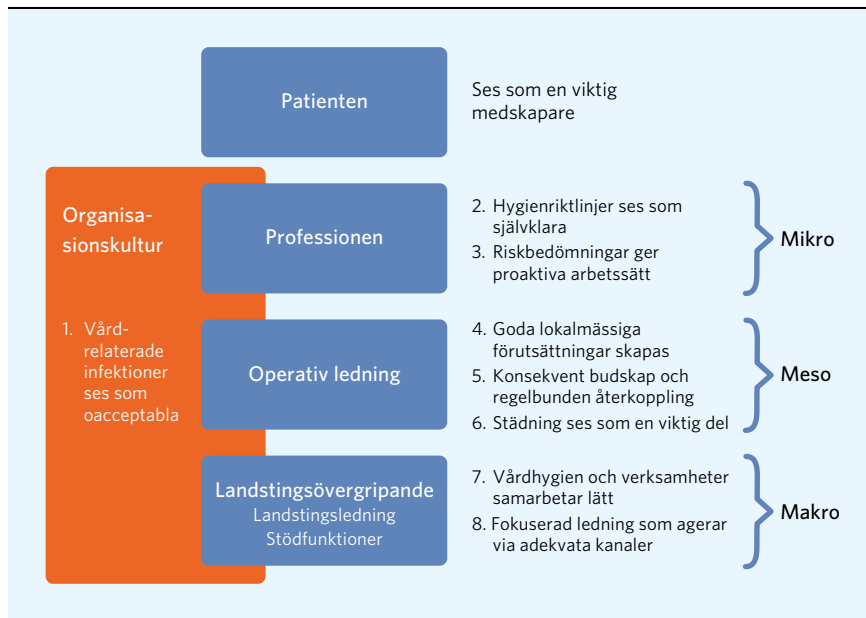 Patienten
Ses som en viktig
medskapare
Organisa-
sionskultur
1. Vård-
relaterade
infektioner
ses som
oacceptabla
Professionen
2. Hygienriktlinjer ses som
självklara
3. Riskbedömningar ger
proaktiva arbetssätt
Mikro
Operativ ledning
4. Goda lokalmässiga
förutsättningar skapas
5. Konsekvent budskap och
regelbunden återkoppling
6. Städning ses som en viktig del
Meso
Landstingsövergripande
Landstingsledning
Stödfunktioner
7. Vårdhygien och verksamheter
samarbetar lätt
8. Fokuserad ledning som agerar
via adekvata kanaler
Makro